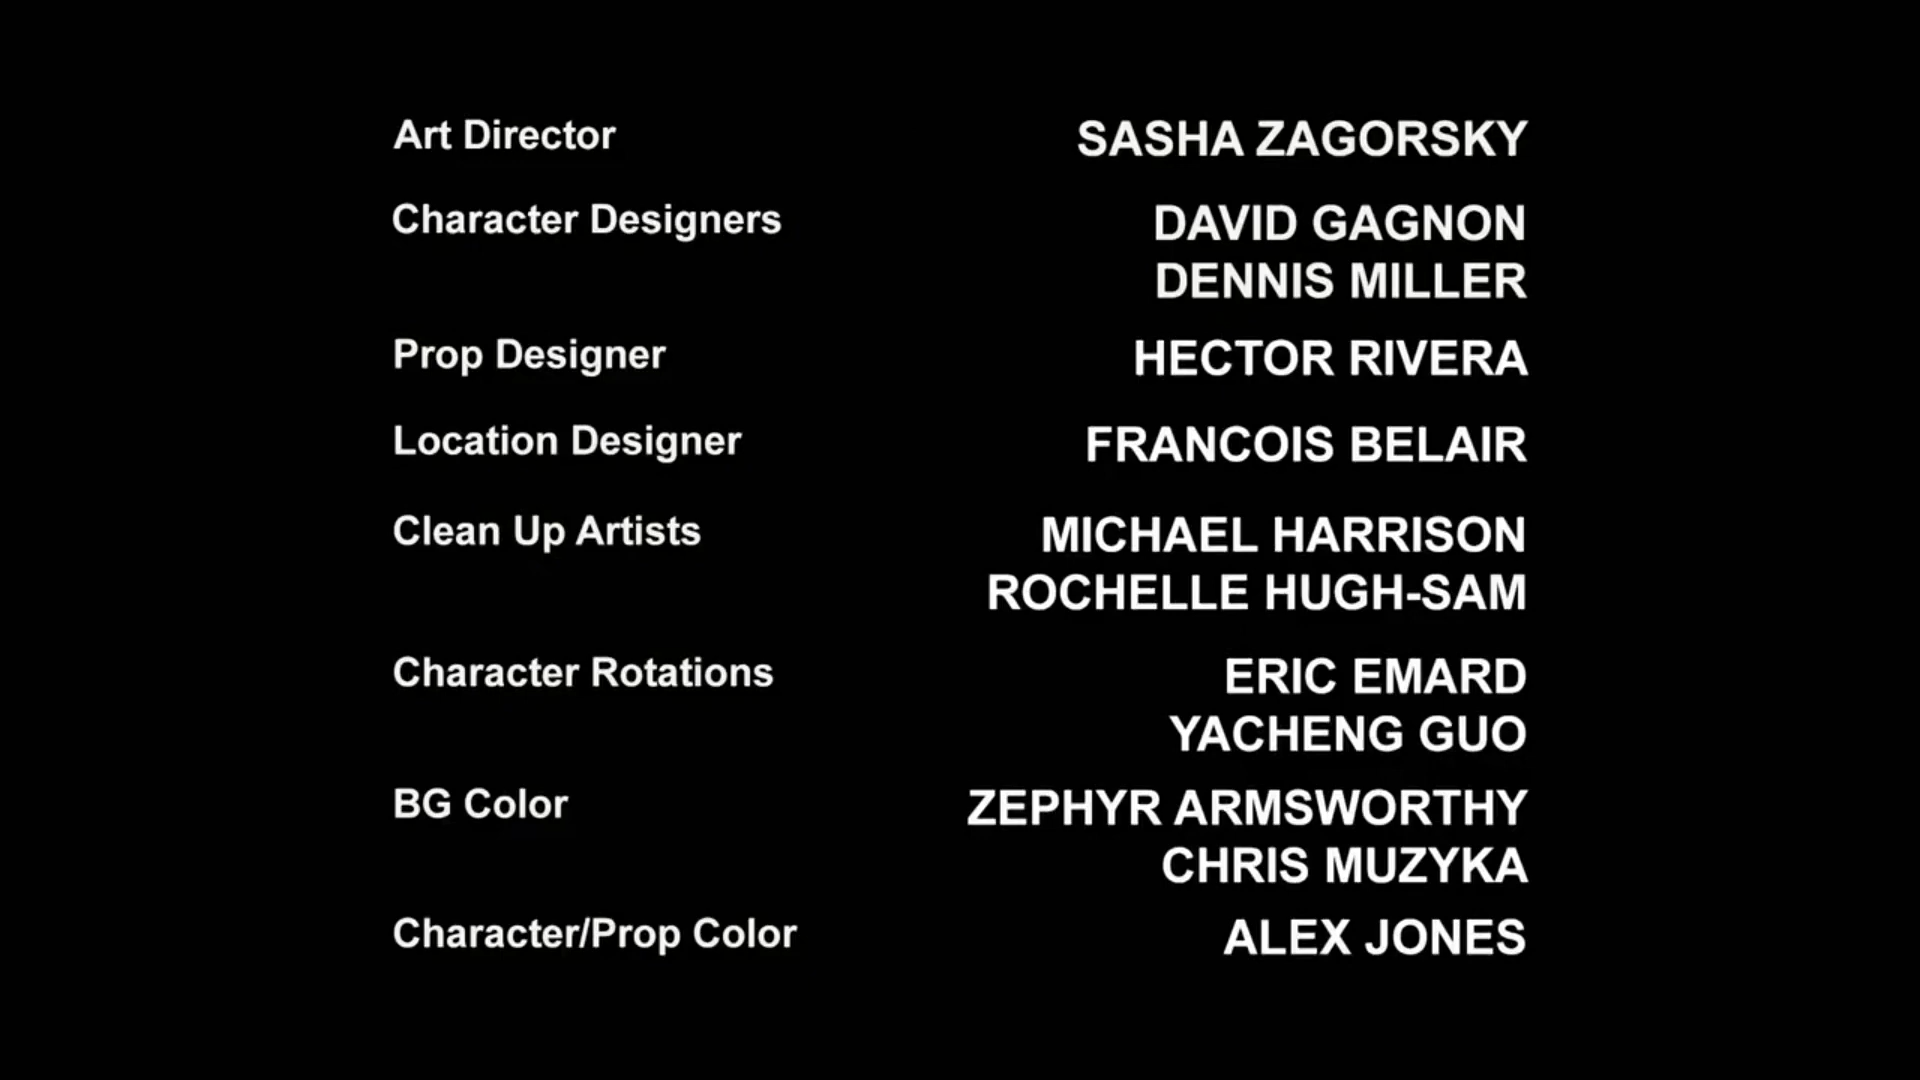 Art Director SASHA ZAGORSKY
Character Designers DAVID GAGNON
DENNIS MILLER
Prop Designer HECTOR RIVERA
Location Designer FRANCOIS BELAIR
Clean Up Artists MICHAEL HARRISON
ROCHELLE HUGH-SAM
Character Rotations ERIC EMARD
YACHENG GUO
BG Color ZEPHYR ARMSWORTHY
CHRIS MUZYKA
Character/Prop Color ALEX JONES